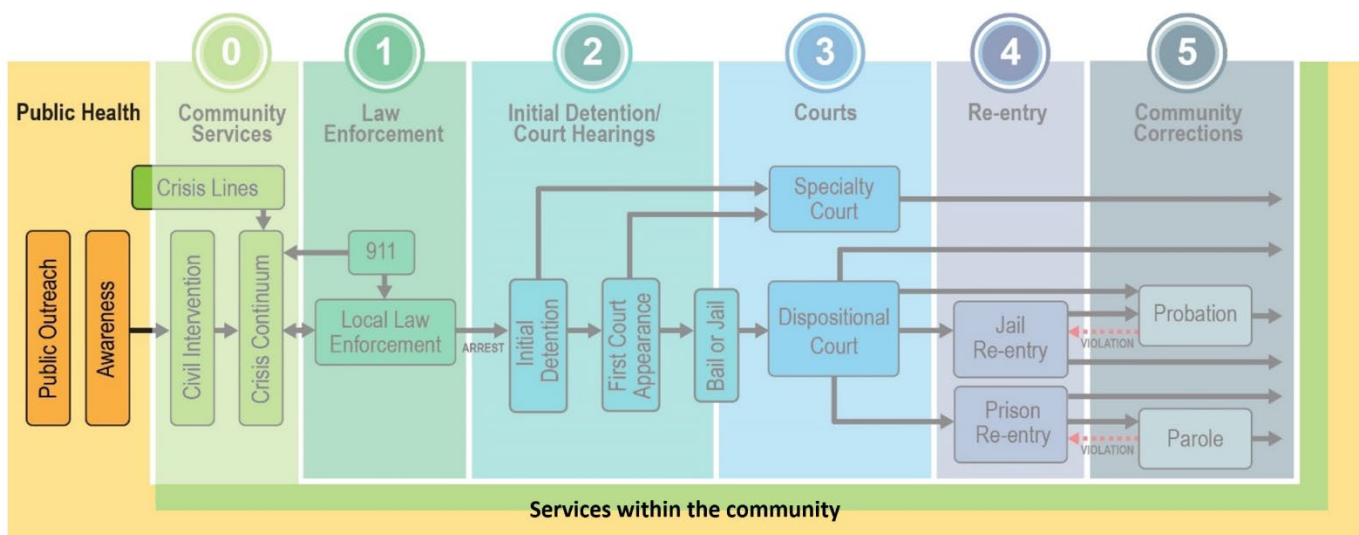 0
1
2
3
4
5
Public Health
Community
Services
Law
Enforcement
Initial Detention/
Court Hearings
Courts
Re-entry
Community
Corrections
Crisis Lines
Public Outreach
Awareness
Civil Intervention
Crisis Continuum
911
Local Law
Enforcement
ARREST
Initial
Detention
First Court
Appearance
Bail or Jail
Specialty
Court
Dispositional
Court
Jail
Re-entry
Prison
Re-entry
Probation
VIOLATION
Parole
VIOLATION
Services within the community